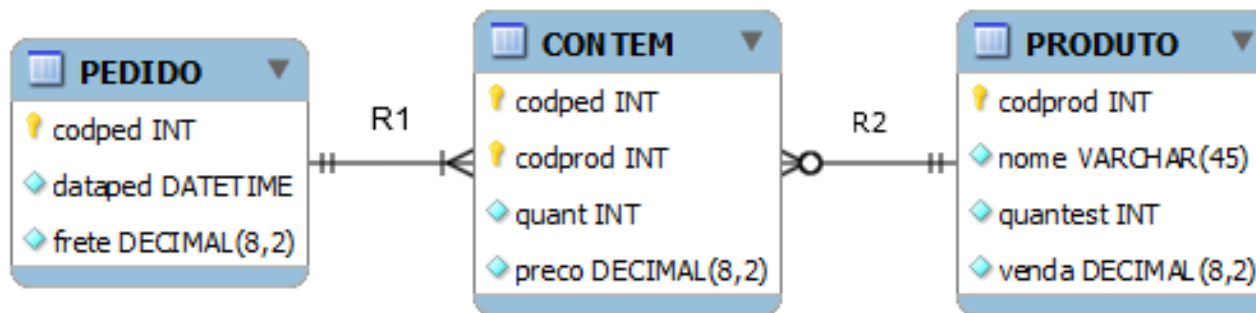 PEDIDO
codped INT
dataped DATETIME
frete DECIMAL(8,2)
R1
CONTEM
codped INT
codprod INT
quant INT
preco DECIMAL(8,2)
R2
PRODUTO
codprod INT
nome VARCHAR(45)
quantest INT
venda DECIMAL(8,2)